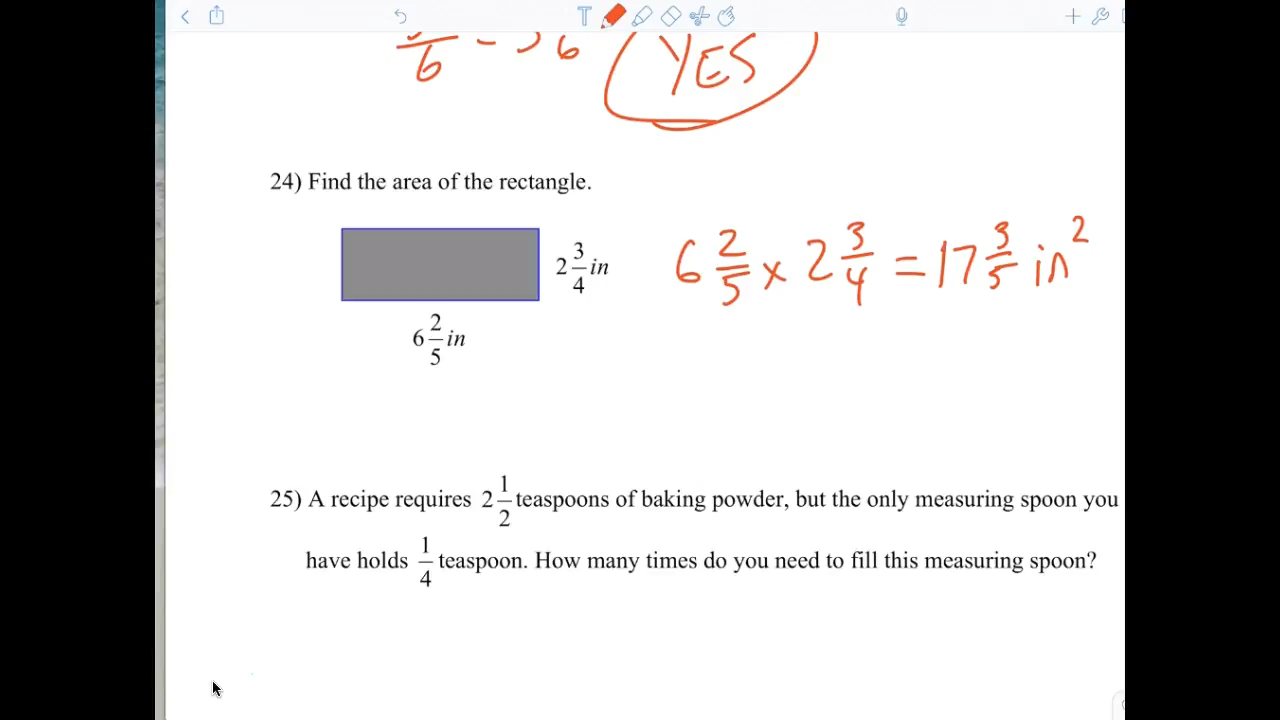 6
6
YES
24) Find the area of the rectangle.
2 3/4 in
6 2/5 in
6 2/5 x 2 3/4 = 17 3/5 in²
25) A recipe requires 2 1/2 teaspoons of baking powder, but the only measuring spoon you
have holds 1/4 teaspoon. How many times do you need to fill this measuring spoon?